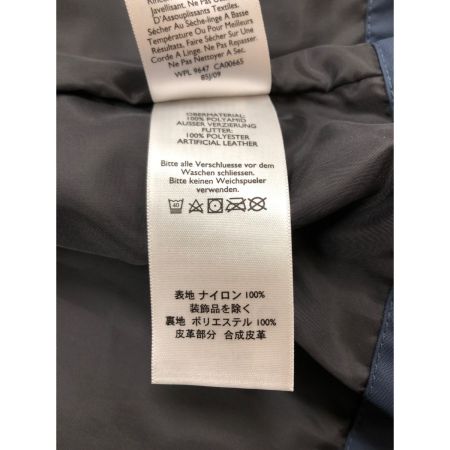 Javellisant. Ne Pas Utiliser
D'Assouplissants Textiles.
Sécher Au Sèche-linge A Basse
Température Ou Pour Meilleurs
Résultats, Faire Sécher Sur Une
Corde. Ne Pas Repasser.
Ne Pas Nettoyer A Sec.
WPL 9647 CA00665
BSJ/09
OBERMATERIAL:
100% POLYAMID
AUSSER VERZIERUNG
FUTTER:
100% POLYESTER
ARTIFICIAL LEATHER
Bitte alle Verschluesse vor dem
Waschen schliessen.
Bitte keinen Weichspueler
verwenden.
40
表地 ナイロン 100%
装飾品を除く
裏地 ポリエステル 100%
皮革部分 合成皮革